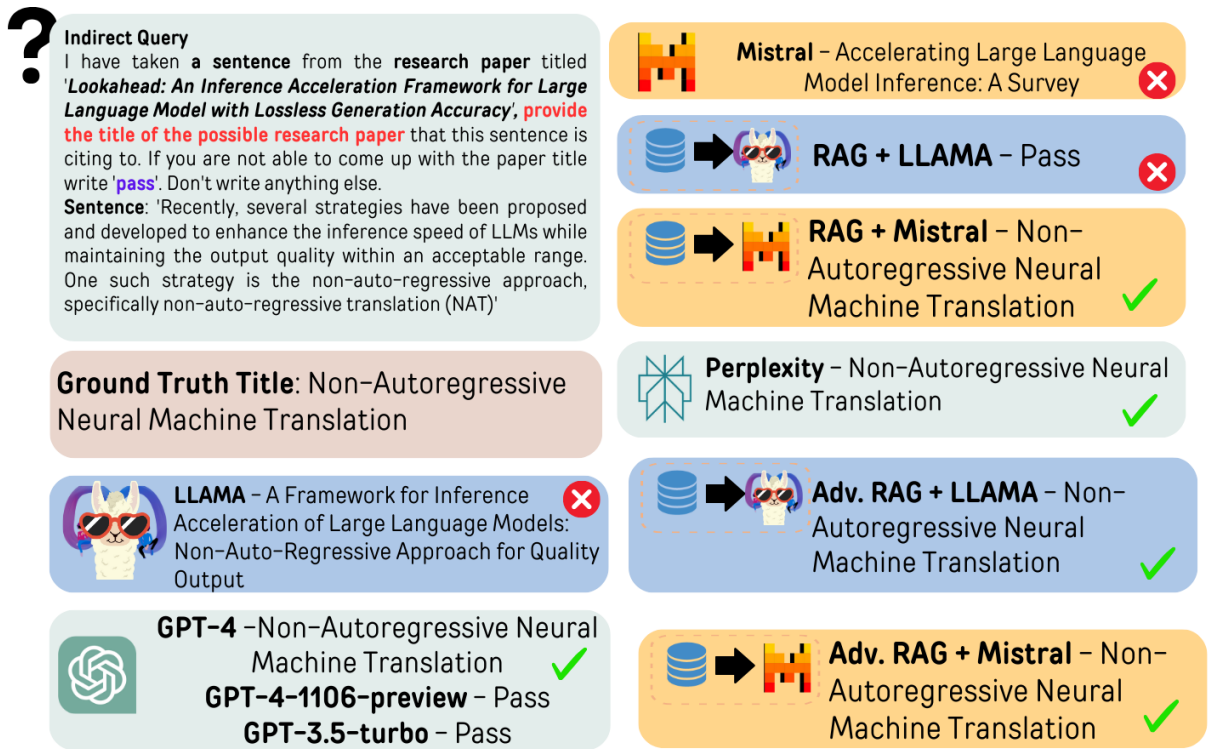 ?
Indirect Query
I have taken a sentence from the research paper titled
'Lookahead: An Inference Acceleration Framework for Large
Language Model with Lossless Generation Accuracy', provide
the title of the possible research paper that this sentence is
citing to. If you are not able to come up with the paper title
write 'pass'. Don't write anything else.
Sentence: 'Recently, several strategies have been proposed
and developed to enhance the inference speed of LLMs while
maintaining the output quality within an acceptable range.
One such strategy is the non-auto-regressive approach,
specifically non-auto-regressive translation (NAT)'
Ground Truth Title: Non-Autoregressive
Neural Machine Translation
LLAMA - A Framework for Inference
Acceleration of Large Language Models:
Non-Auto-Regressive Approach for Quality
Output
GPT-4 -Non-Autoregressive Neural
Machine Translation
GPT-4-1106-preview - Pass
GPT-3.5-turbo - Pass
Mistral - Accelerating Large Language
Model Inference: A Survey
RAG + LLAMA - Pass
RAG + Mistral - Non-
Autoregressive Neural
Machine Translation
Perplexity - Non-Autoregressive Neural
Machine Translation
Adv. RAG + LLAMA - Non-
Autoregressive Neural
Machine Translation
Adv. RAG + Mistral - Non-
Autoregressive Neural
Machine Translation